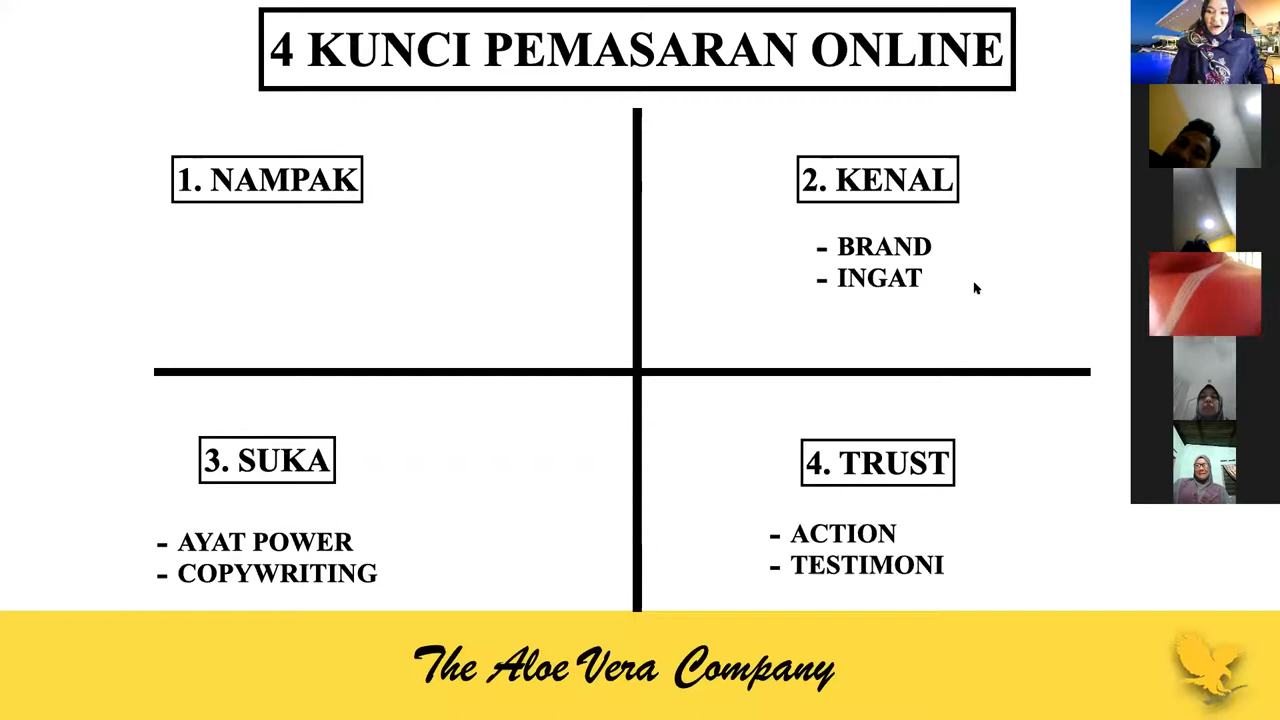 4 KUNCI PEMASARAN ONLINE
1. NAMPAK
2. KENAL
- BRAND
- INGAT
3. SUKA
- AYAT POWER
- COPYWRITING
4. TRUST
- ACTION
- TESTIMONI
The Aloe Vera Company